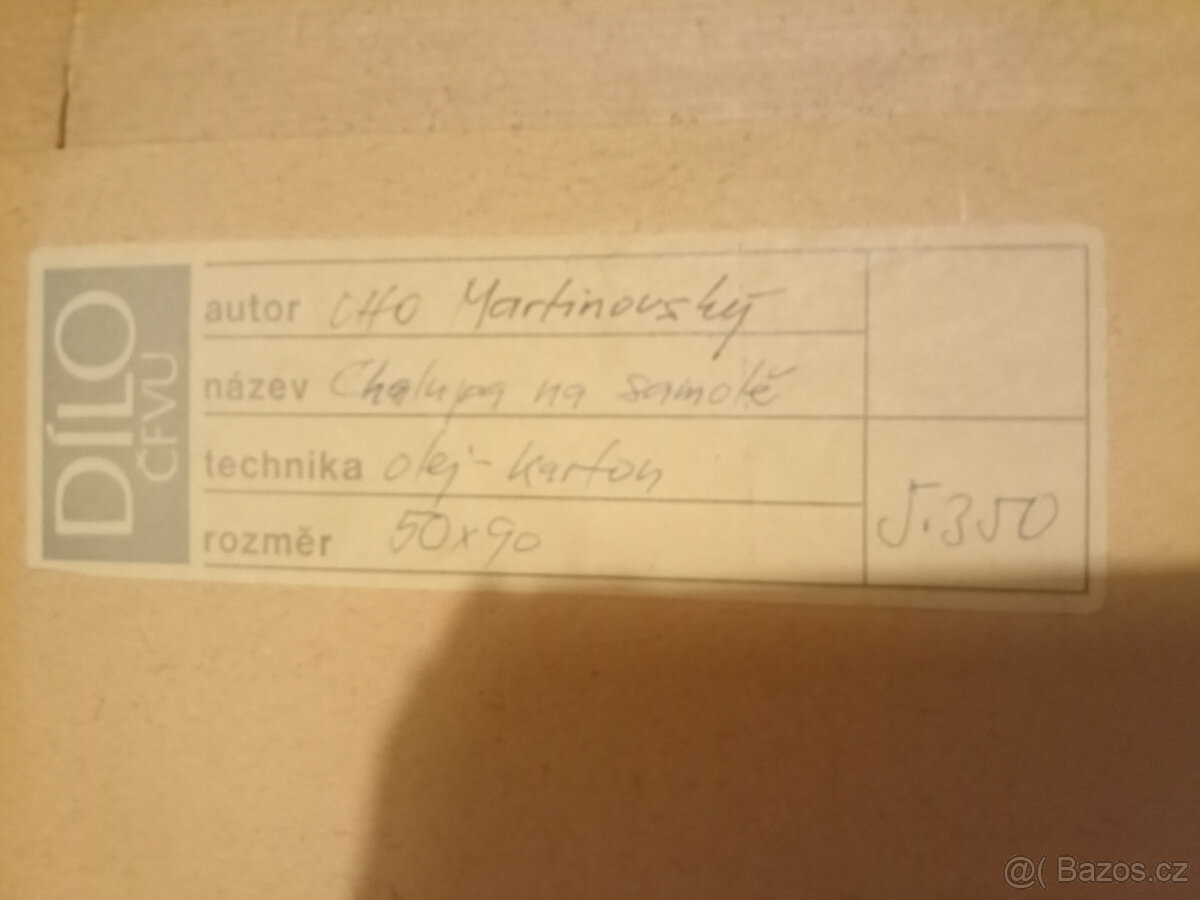 DÍLO
ČFVU
autor Otto Martinovský
název Chalupa na samotě
technika olej-karton
rozměr 50x90
5.350
@( Bazos.cz